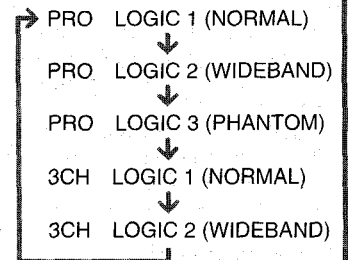 PRO LOGIC 1 (NORMAL)
PRO LOGIC 2 (WIDEBAND)
PRO LOGIC 3 (PHANTOM)
3CH LOGIC 1 (NORMAL)
3CH LOGIC 2 (WIDEBAND)